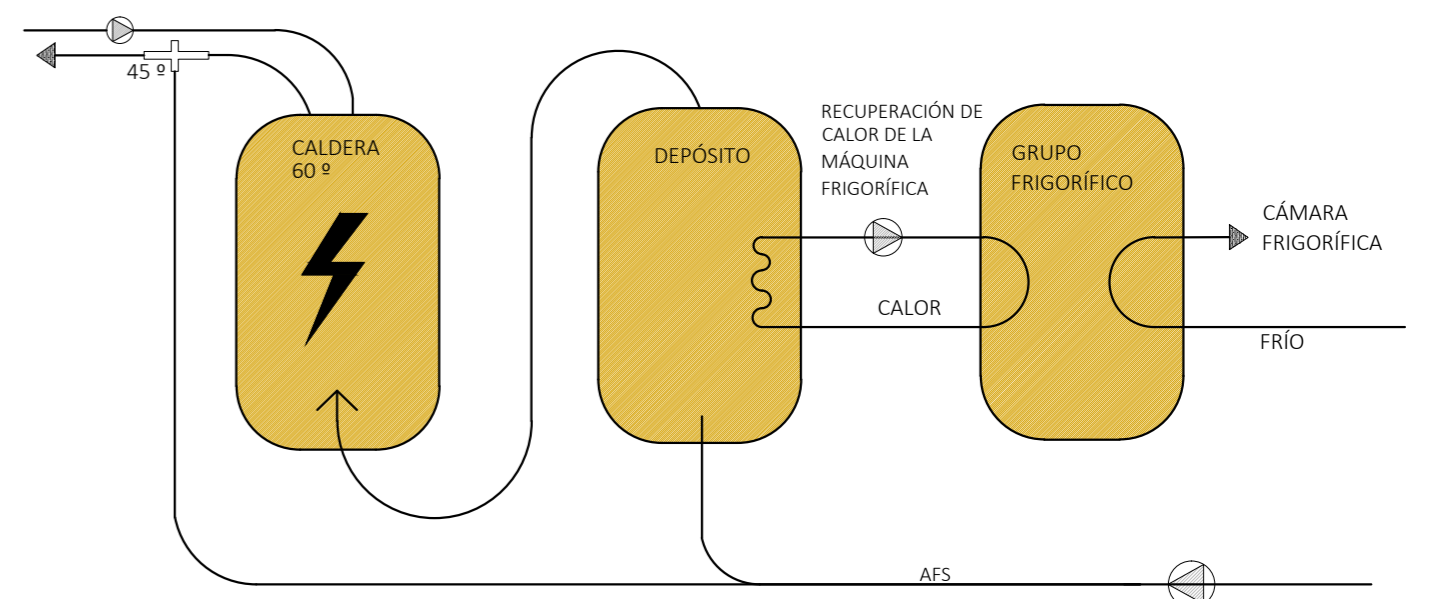 45 º
CALDERA
60 º
DEPÓSITO
RECUPERACIÓN DE
CALOR DE LA
MÁQUINA
FRIGORÍFICA
CALOR
GRUPO
FRIGORÍFICO
CÁMARA
FRIGORÍFICA
FRÍO
AFS